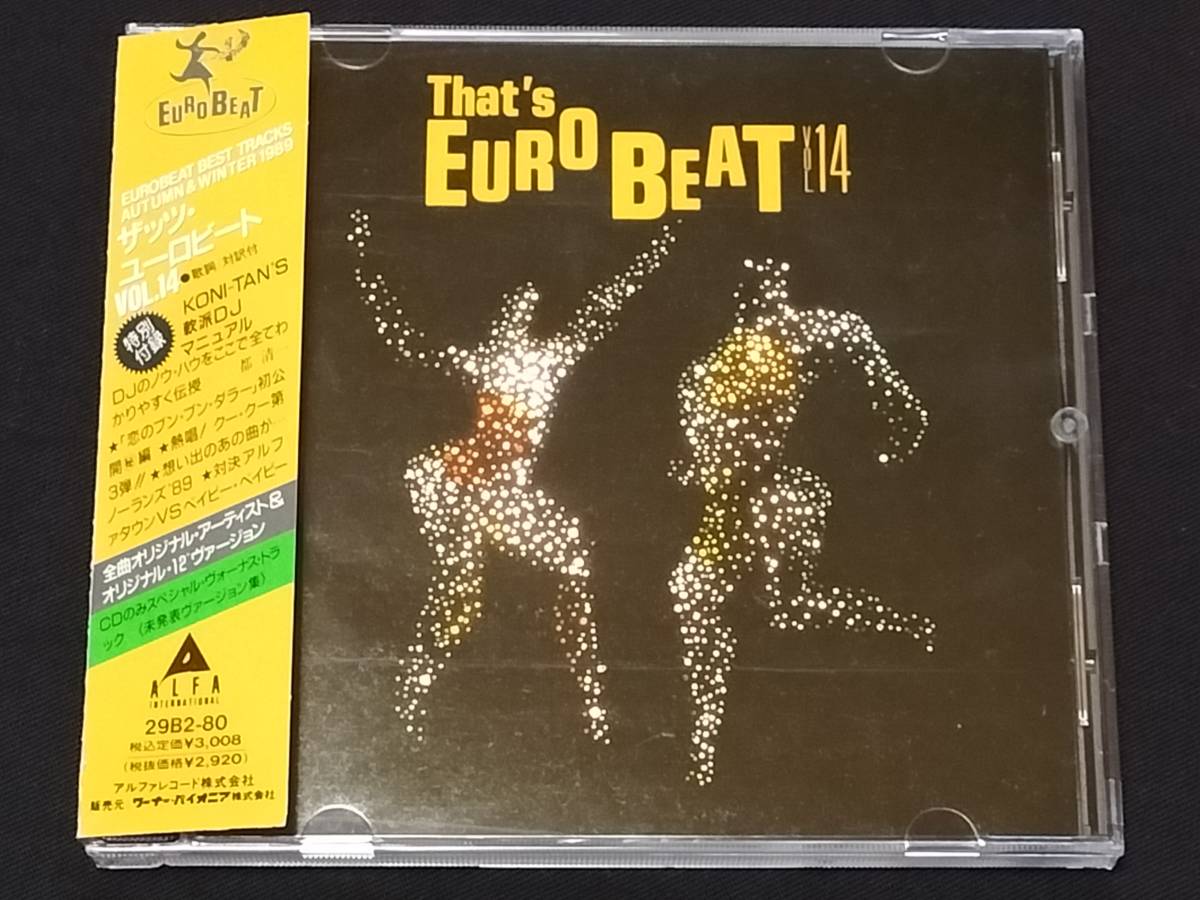 EURO BEAT
EUROBEAT BEST TRACKS
AUTUMN & WINTER 1989
ザッツ・
ユーロビート
VOL.14 ●歌詞/対訳付
特別
付録
KONI-TAN'S
軟派DJ
マニュアル
DJのノウ・ハウをここで全てわ
かりやすく伝授
★「恋のブン・ブン・ダラー」初公
開秘編 ★熱唱!クー・クー第
3弾!!★想い出のあの曲が…
ノーランズ'89 ★対決アルフ
ァタウンVSベイビー・ベイビー
全曲オリジナル・アーティスト&
オリジナル・12"ヴァージョン
CDのみスペシャル・ヴォーナス・トラ
ック (未発表ヴァージョン集)
ALFA
INTERNATIONAL
29B2-80
税込定価¥3,008
(税抜価格¥2,920)
アルファレコード株式会社
販売元 ワーナー・パイオニア株式会社
That's
EURO BEAT VOL 14